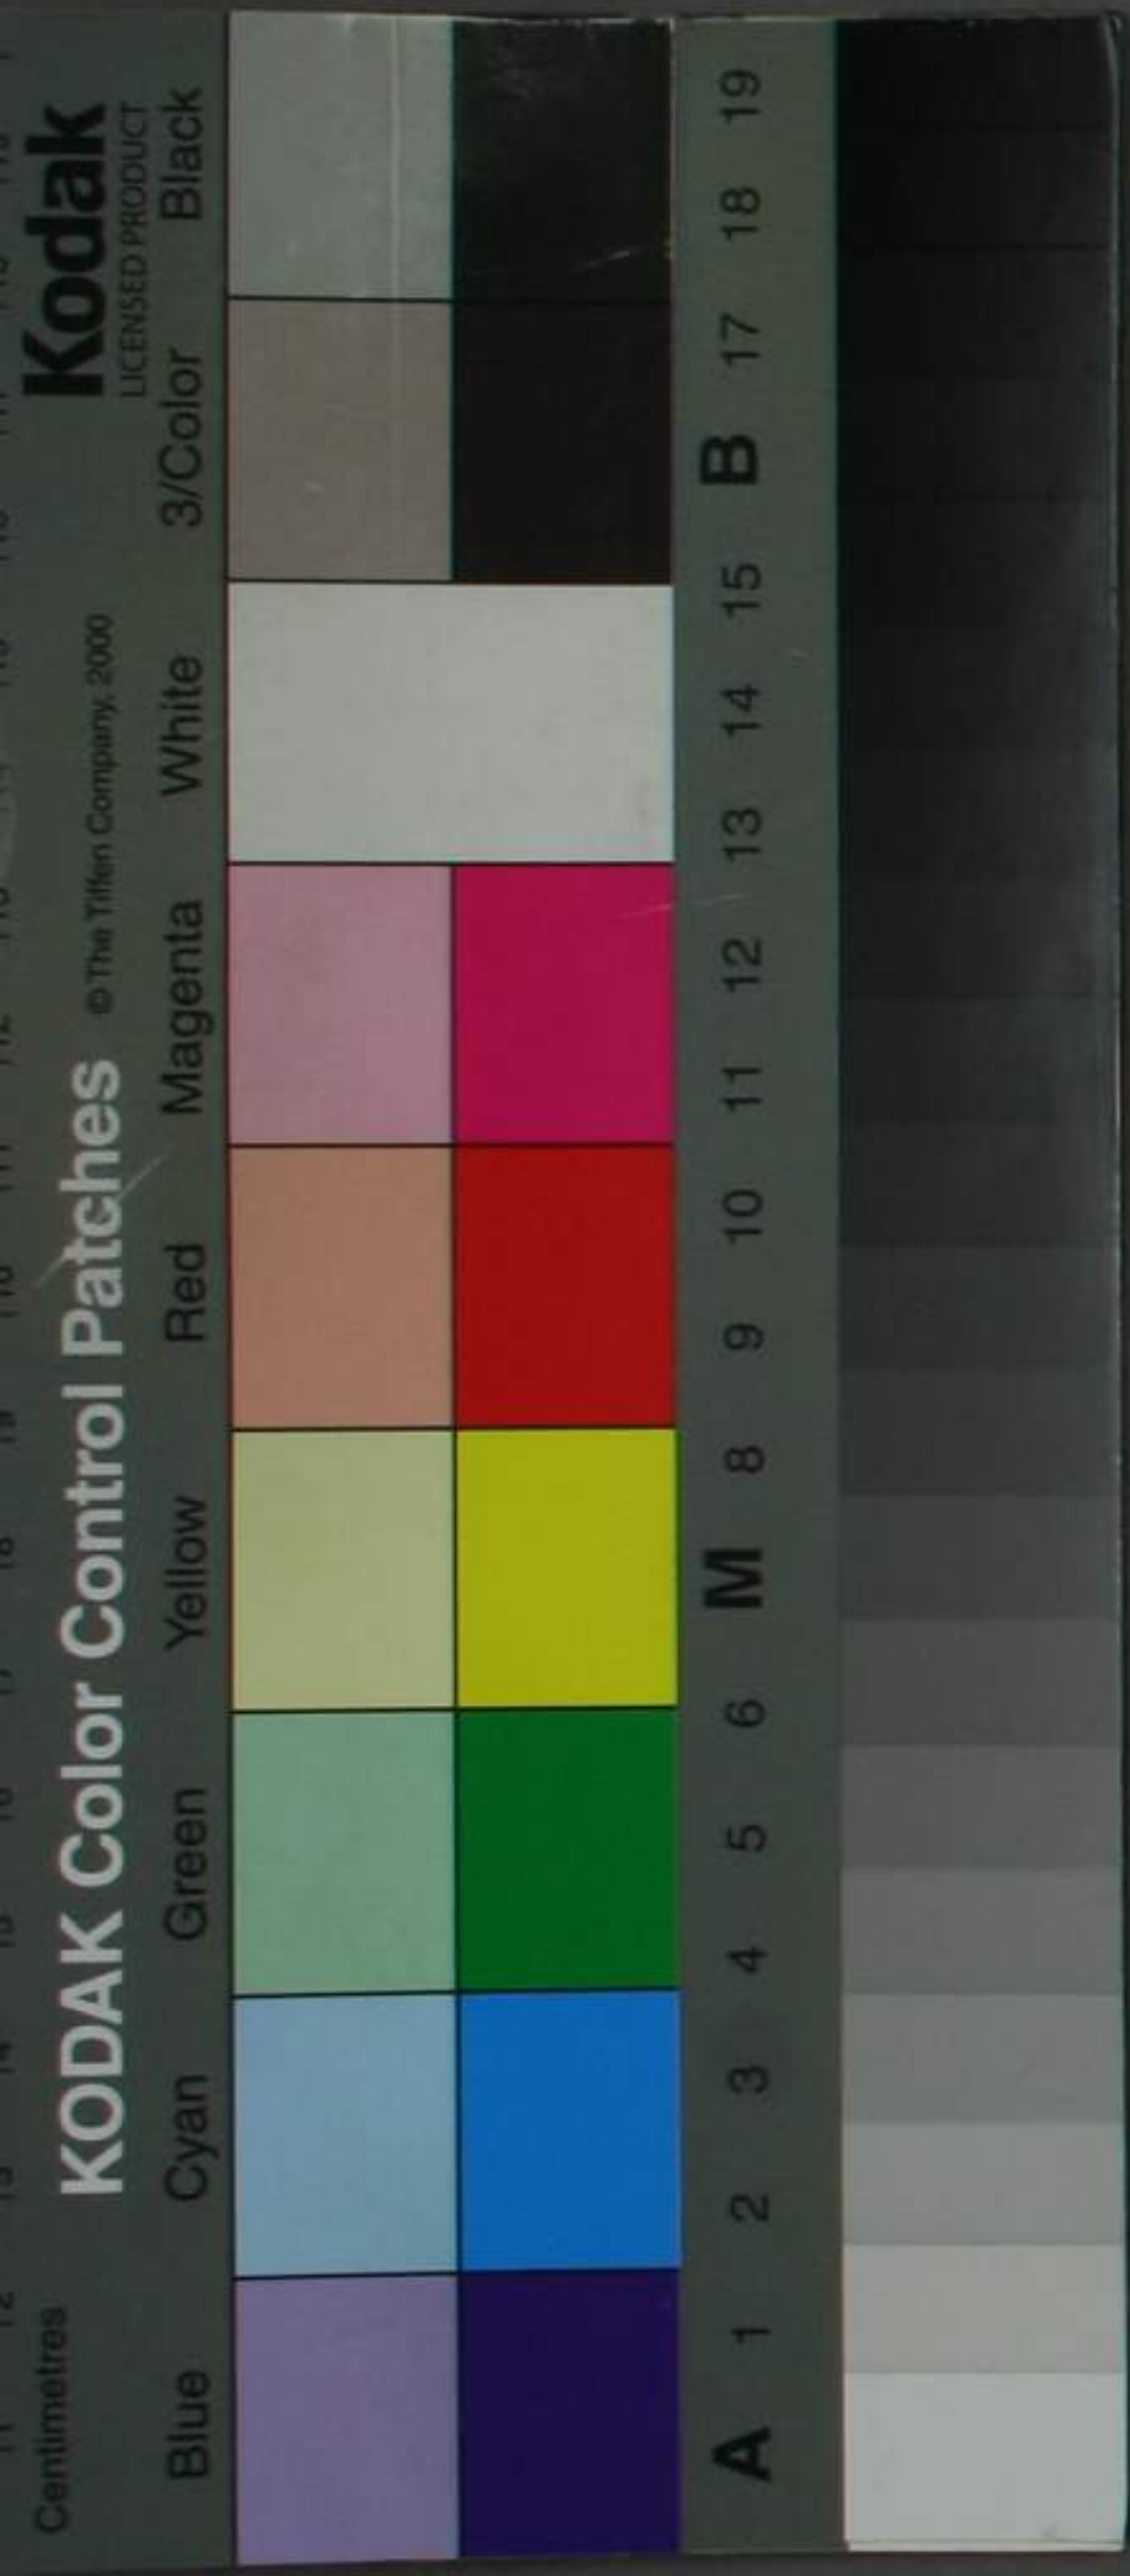 Centimetres
KODAK Color Control Patches © The Tiffen Company, 2000 Kodak
LICENSED PRODUCT
Blue Cyan Green Yellow Red Magenta White 3/Color Black
A 1 2 3 4 5 6 M 8 9 10 11 12 13 14 15 B 17 18 19